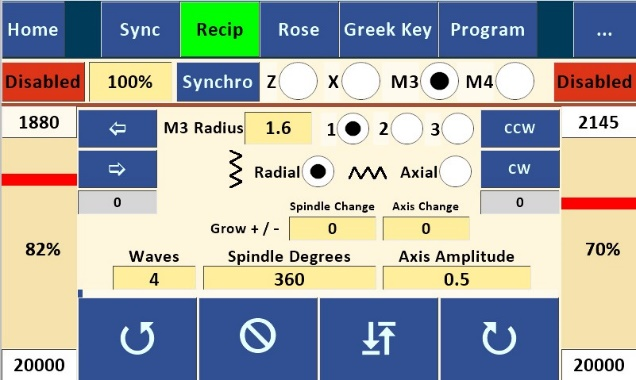 Home Sync Recip Rose Greek Key Program ...
Disabled 100% Synchro Z X M3 M4 Disabled
1880 M3 Radius 1.6 1 2 3 CCW 2145
Radial Axial CW
0 0
Spindle Change Axis Change
Grow + / - 0 0
82% 70%
Waves Spindle Degrees Axis Amplitude
4 360 0.5
20000 20000